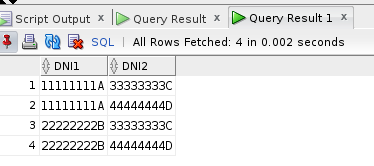 Script Output x Query Result x Query Result 1 x
SQL | All Rows Fetched: 4 in 0.002 seconds
DNI1 DNI2
1 11111111A 33333333C
2 11111111A 44444444D
3 22222222B 33333333C
4 22222222B 44444444D